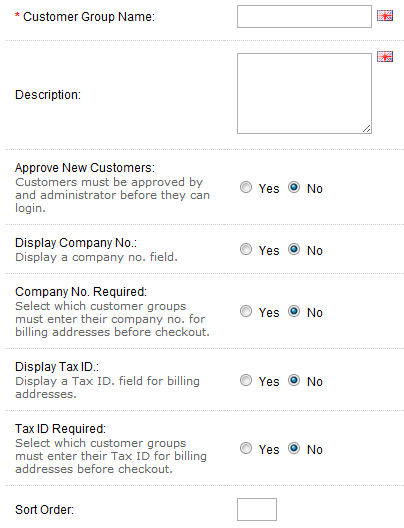 * Customer Group Name:
Description:
Approve New Customers:
Customers must be approved by
and administrator before they can
login.
Yes No
Display Company No.:
Display a company no. field.
Yes No
Company No. Required:
Select which customer groups
must enter their company no. for
billing addresses before checkout.
Yes No
Display Tax ID.:
Display a Tax ID. field for billing
addresses.
Yes No
Tax ID Required:
Select which customer groups
must enter their Tax ID for billing
addresses before checkout.
Yes No
Sort Order: